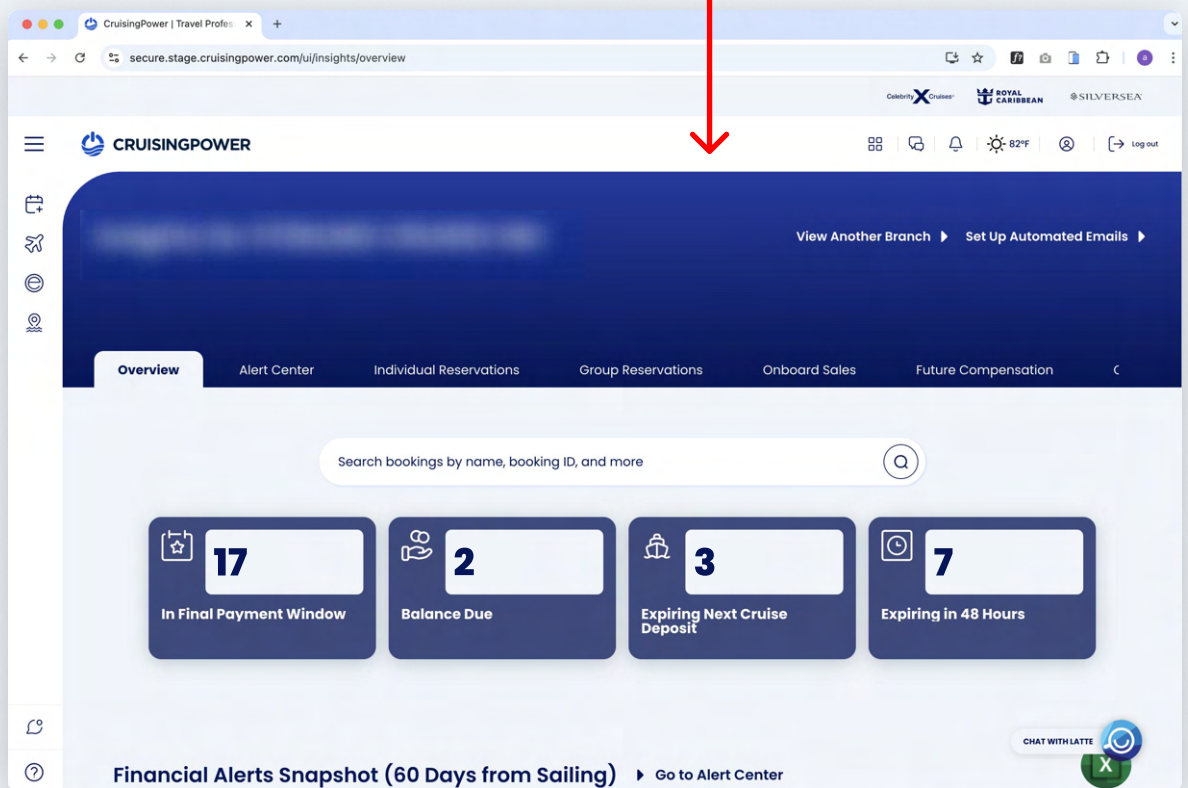 CruisingPower | Travel Profes
secure.stage.cruisingpower.com/ui/insights/overview
a
Celebrity X Cruises
ROYAL
CARIBBEAN
SILVERSEA
CRUISINGPOWER
82°F
Log out
View Another Branch
Set Up Automated Emails
Overview
Alert Center
Individual Reservations
Group Reservations
Onboard Sales
Future Compensation
Search bookings by name, booking ID, and more
17
In Final Payment Window
2
Balance Due
3
Expiring Next Cruise
Deposit
7
Expiring in 48 Hours
CHAT WITH LATTE
X
Financial Alerts Snapshot (60 Days from Sailing)
Go to Alert Center